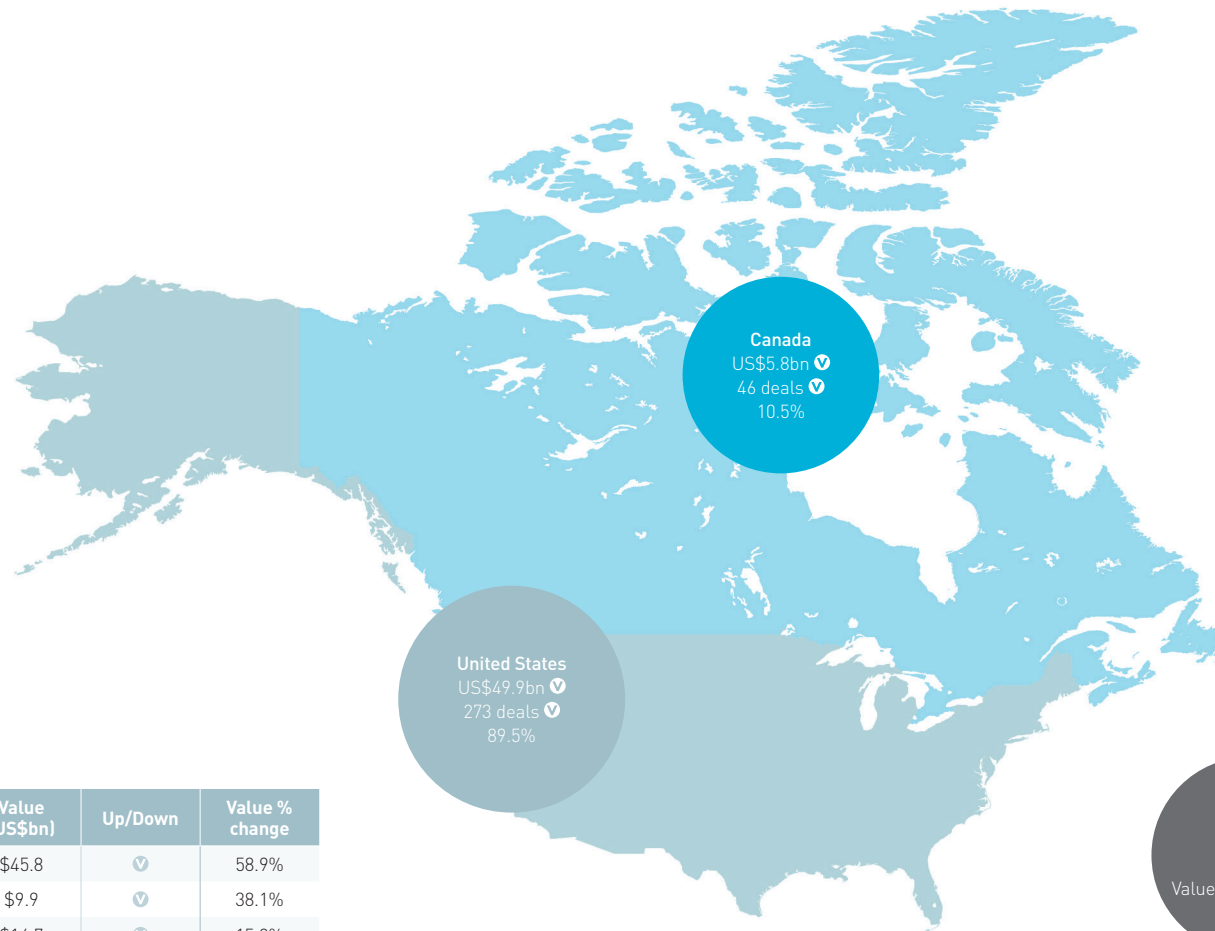 Canada
US$5.8bn
46 deals
10.5%
United States
US$49.9bn
273 deals
89.5%
Value Up/Down Value %
US$bn) change
$45.8 58.9%
$9.9 38.1%
Value